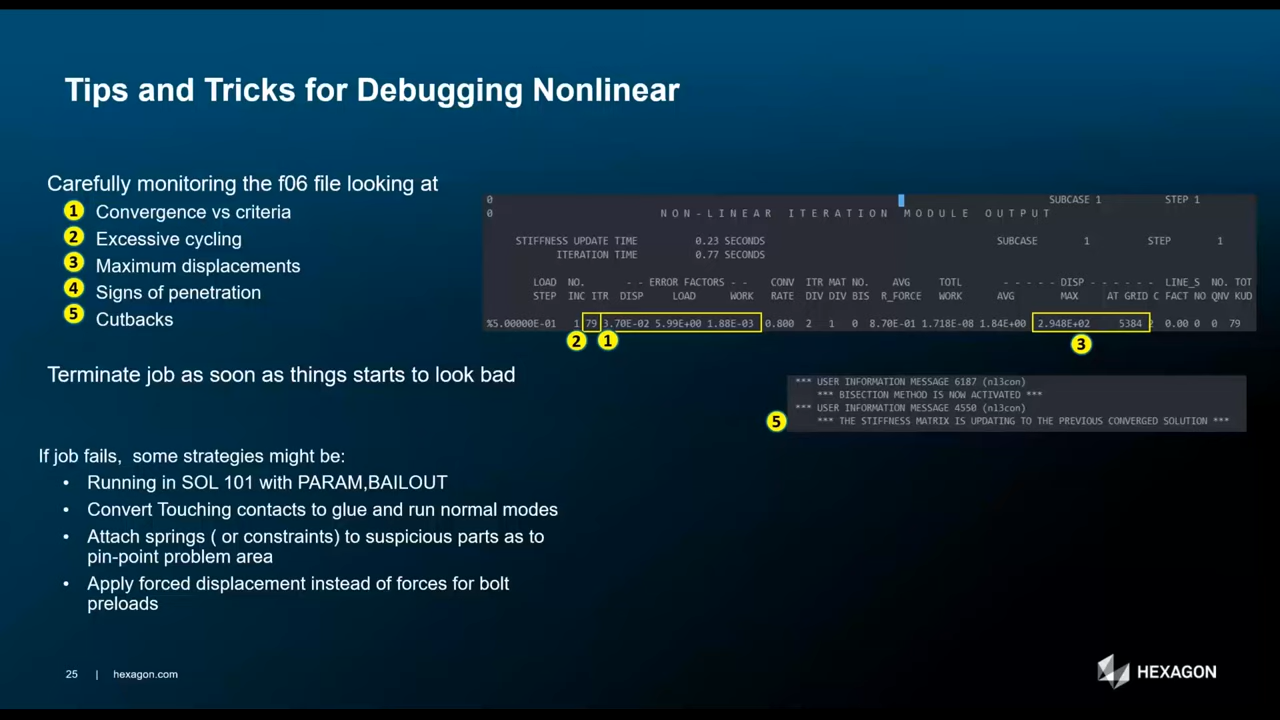 Tips and Tricks for Debugging Nonlinear
Carefully monitoring the f06 file looking at
1 Convergence vs criteria
2 Excessive cycling
3 Maximum displacements
4 Signs of penetration
5 Cutbacks
Terminate job as soon as things starts to look bad
If job fails, some strategies might be:
• Running in SOL 101 with PARAM,BAILOUT
• Convert Touching contacts to glue and run normal modes
• Attach springs ( or constraints) to suspicious parts as to
pin-point problem area
• Apply forced displacement instead of forces for bolt
preloads
0 SUBCASE 1 STEP 1
0 N O N - L I N E A R I T E R A T I O N M O D U L E O U T P U T
STIFFNESS UPDATE TIME 0.23 SECONDS SUBCASE 1 STEP 1
ITERATION TIME 0.77 SECONDS
LOAD NO. - - ERROR FACTORS - - CONV ITR MAT NO. AVG TOTL - - - - - DISP - - - - - - LINE_S NO. TOT
STEP INC ITR DISP LOAD WORK RATE DIV DIV BIS R_FORCE WORK AVG MAX AT GRID C FACT NO QNV KUD
%5.00000E-01 1 79 3.70E-02 5.99E+00 1.88E-03 0.800 2 1 0 8.70E-01 1.718E-08 1.84E+00 2.948E+02 5384 0.00 0 0 79
2 1 3
*** USER INFORMATION MESSAGE 6187 (nl3con)
*** BISECTION METHOD IS NOW ACTIVATED ***
*** USER INFORMATION MESSAGE 4550 (nl3con)
5 *** THE STIFFNESS MATRIX IS UPDATING TO THE PREVIOUS CONVERGED SOLUTION ***
25 | hexagon.com
HEXAGON